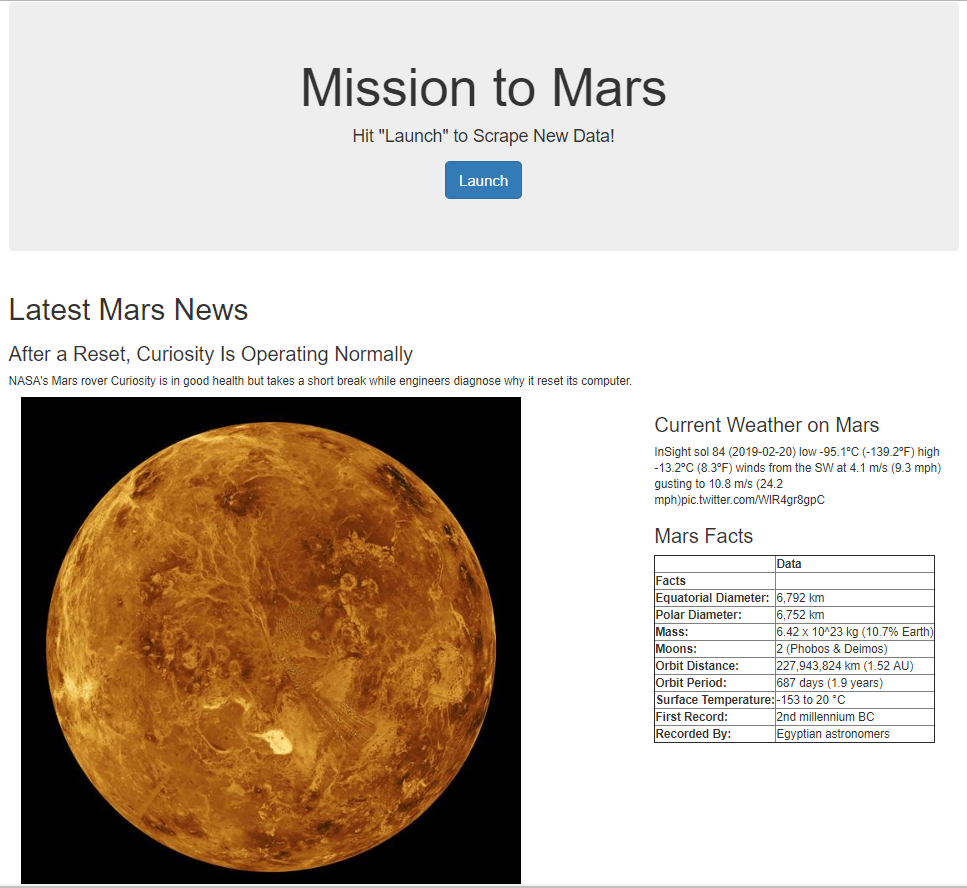 Mission to Mars
Hit "Launch" to Scrape New Data!
Launch
Latest Mars News
After a Reset, Curiosity Is Operating Normally
NASA's Mars rover Curiosity is in good health but takes a short break while engineers diagnose why it reset its computer.
Current Weather on Mars
InSight sol 84 (2019-02-20) low -95.1ºC (-139.2ºF) high
-13.2ºC (8.3ºF) winds from the SW at 4.1 m/s (9.3 mph)
gusting to 10.8 m/s (24.2
mph)pic.twitter.com/WlR4gr8gpC
Mars Facts
Data
Facts
Equatorial Diameter: 6,792 km
Polar Diameter: 6,752 km
Mass: 6.42 x 10^23 kg (10.7% Earth)
Moons: 2 (Phobos & Deimos)
Orbit Distance: 227,943,824 km (1.52 AU)
Orbit Period: 687 days (1.9 years)
Surface Temperature: -153 to 20 °C
First Record: 2nd millennium BC
Recorded By: Egyptian astronomers